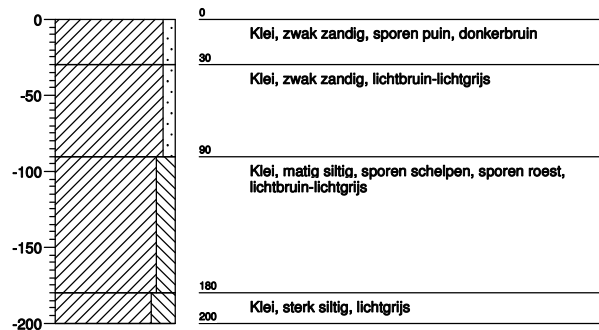 0
0
Klei, zwak zandig, sporen puin, donkerbruin
30
Klei, zwak zandig, lichtbruin-lichtgrijs
-50
90
-100
Klei, matig siltig, sporen schelpen, sporen roest,
lichtbruin-lichtgrijs
-150
180
Klei, sterk siltig, lichtgrijs
-200
200